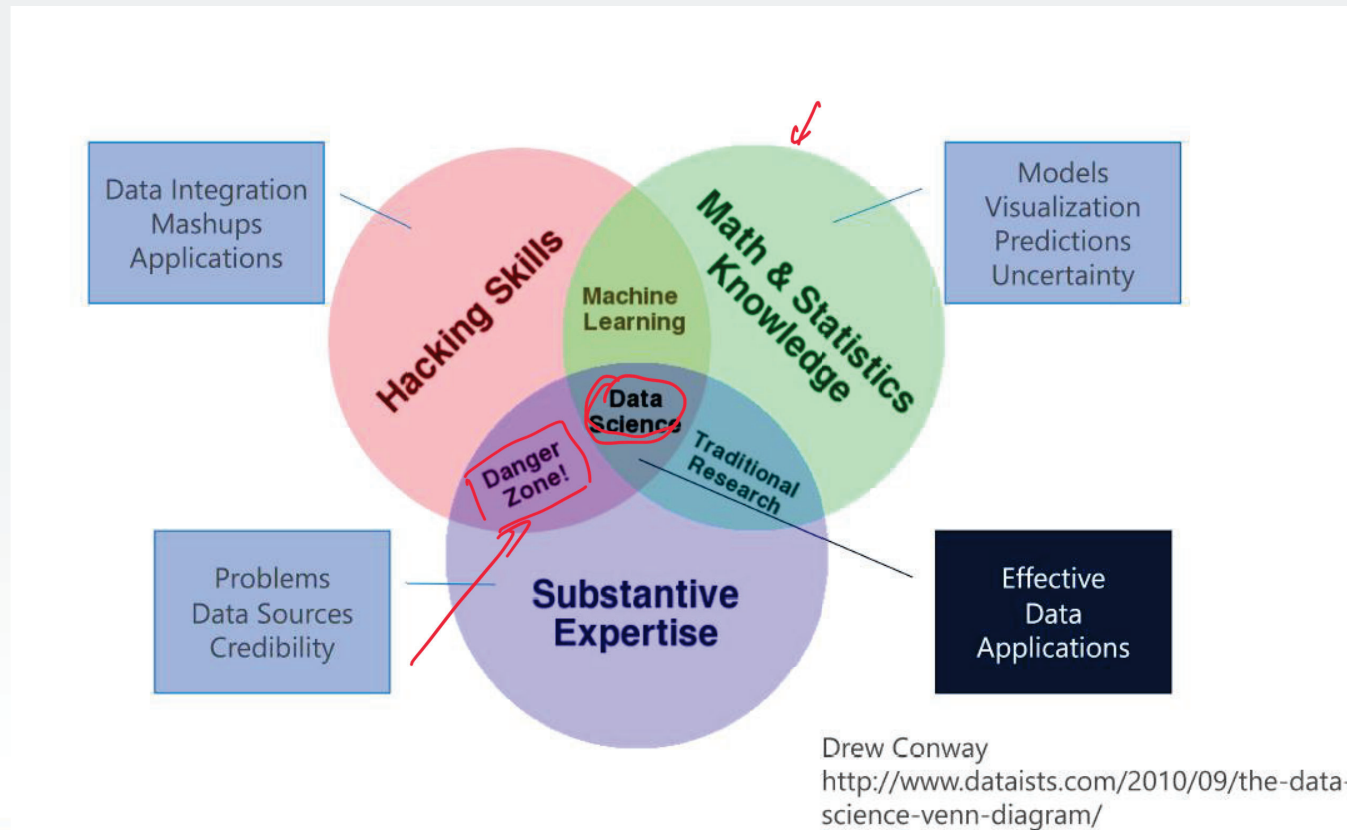 Data Integration
Mashups
Applications
Models
Visualization
Predictions
Uncertainty
Hacking Skills
Math & Statistics
Knowledge
Machine
Learning
Data
Science
Danger
Zone!
Traditional
Research
Substantive
Expertise
Problems
Data Sources
Credibility
Effective
Data
Applications
Drew Conway
http://www.dataists.com/2010/09/the-data-
science-venn-diagram/